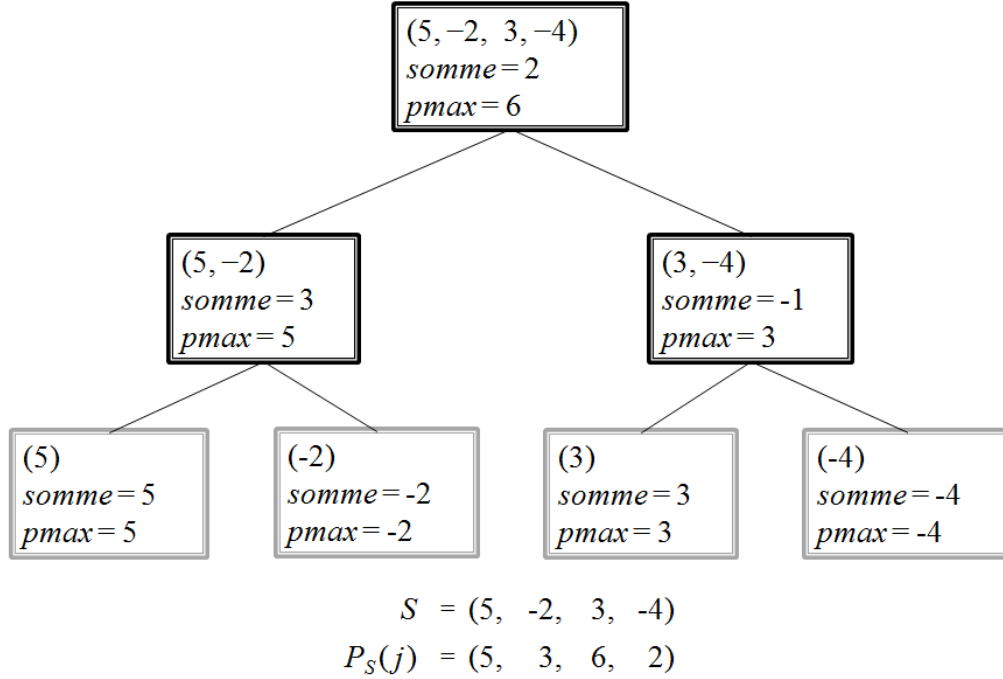 (5, −2, 3, −4)
somme = 2
pmax = 6
(5, −2)
somme = 3
pmax = 5
(3, −4)
somme = -1
pmax = 3
(5)
somme = 5
pmax = 5
(-2)
somme = -2
pmax = -2
(3)
somme = 3
pmax = 3
(-4)
somme = -4
pmax = -4
S = (5, -2, 3, -4)
P_S(j) = (5, 3, 6, 2)